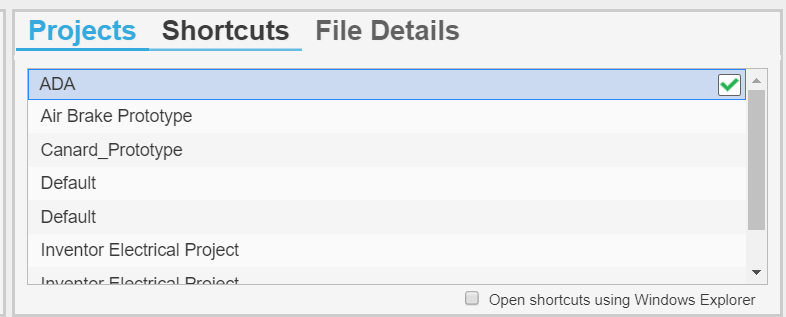 Projects Shortcuts File Details
ADA
Air Brake Prototype
Canard_Prototype
Default
Default
Inventor Electrical Project
Inventor Electrical Project
Open shortcuts using Windows Explorer